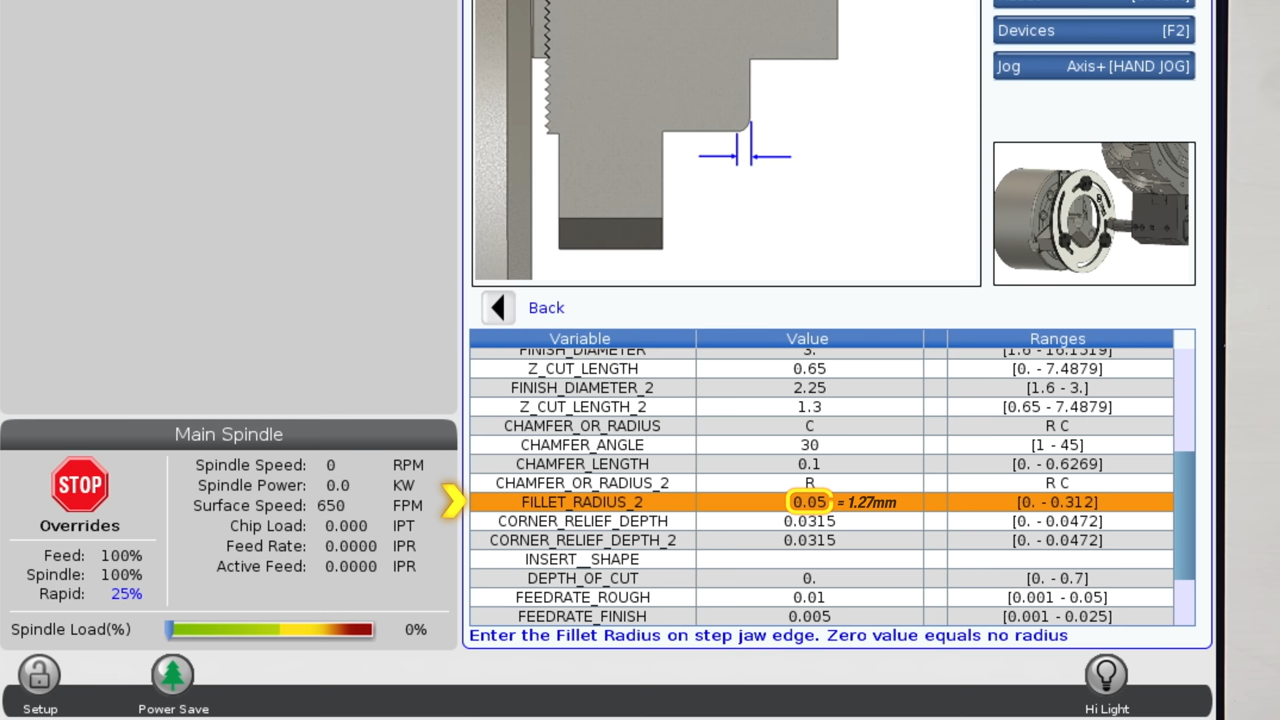 Devices [F2]
Jog Axis+[HAND JOG]
Back
Variable Value Ranges
FINISH_DIAMETER 3. [1.6 - 16.1519]
Z_CUT_LENGTH 0.65 [0. - 7.4879]
FINISH_DIAMETER_2 2.25 [1.6 - 3.]
Z_CUT_LENGTH_2 1.3 [0.65 - 7.4879]
CHAMFER_OR_RADIUS C R C
CHAMFER_ANGLE 30 [1 - 45]
CHAMFER_LENGTH 0.1 [0. - 0.6269]
CHAMFER_OR_RADIUS_2 R R C
FILLET_RADIUS_2 0.05 = 1.27mm [0. - 0.312]
CORNER_RELIEF_DEPTH 0.0315 [0. - 0.0472]
CORNER_RELIEF_DEPTH_2 0.0315 [0. - 0.0472]
INSERT__SHAPE
DEPTH_OF_CUT 0. [0. - 0.7]
FEEDRATE_ROUGH 0.01 [0.001 - 0.05]
FEEDRATE_FINISH 0.005 [0.001 - 0.025]
Enter the Fillet Radius on step jaw edge. Zero value equals no radius
Main Spindle
STOP
Overrides
Feed: 100%
Spindle: 100%
Rapid: 25%
Spindle Speed: 0 RPM
Spindle Power: 0.0 KW
Surface Speed: 650 FPM
Chip Load: 0.000 IPT
Feed Rate: 0.0000 IPR
Active Feed: 0.0000 IPR
Spindle Load(%) 0%
Setup
Power Save
Hi Light